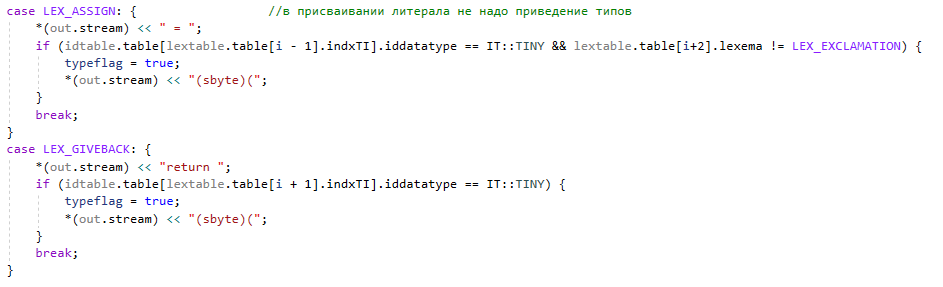 case LEX_ASSIGN: {                  //в присваивании литерала не надо приведение типов
    *(out.stream) << " = ";
    if (idtable.table[lextable.table[i - 1].indxTI].iddatatype == IT::TINY && lextable.table[i+2].lexema != LEX_EXCLAMATION) {
        typeflag = true;
        *(out.stream) << "(sbyte)(";
    }
    break;
}
case LEX_GIVEBACK: {
    *(out.stream) << "return ";
    if (idtable.table[lextable.table[i + 1].indxTI].iddatatype == IT::TINY) {
        typeflag = true;
        *(out.stream) << "(sbyte)(";
    }
    break;
}